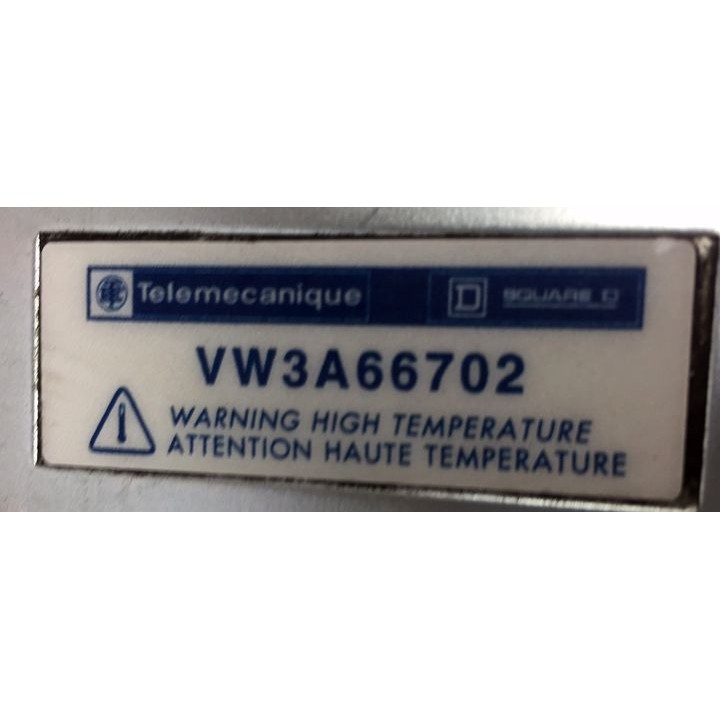 Telemecanique D SQUARE D
VW3A66702
WARNING HIGH TEMPERATURE
ATTENTION HAUTE TEMPERATURE